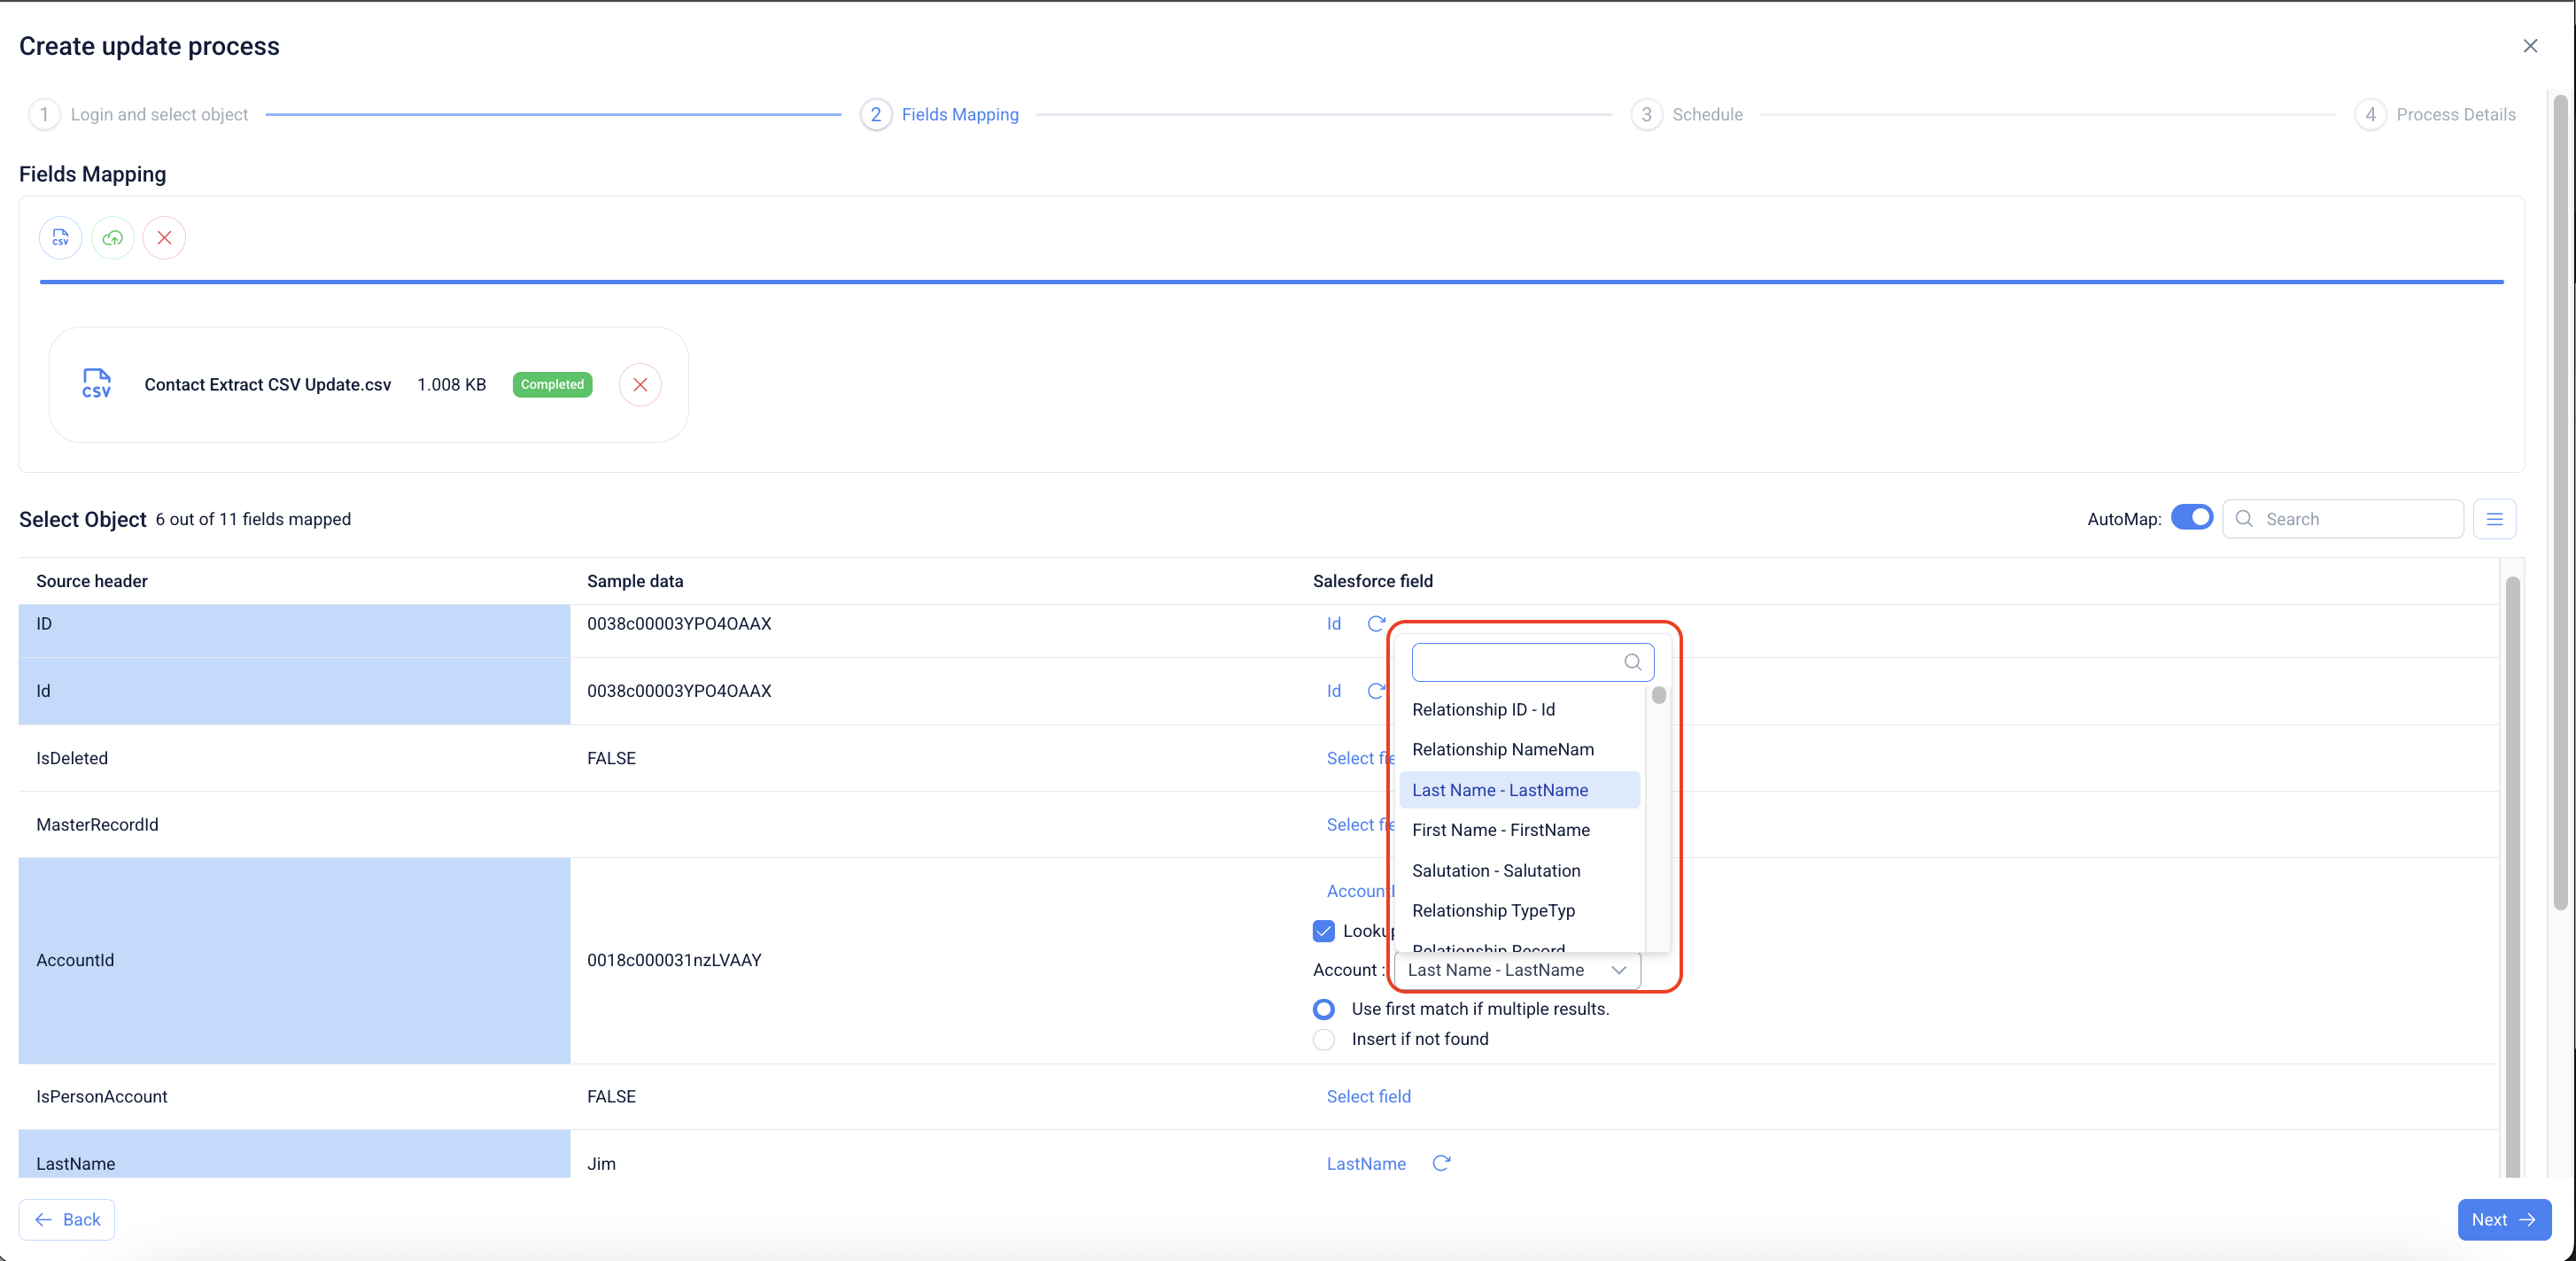 Create update process
1 Login and select object 2 Fields Mapping 3 Schedule 4 Process Details
Fields Mapping
CSV
CSV Contact Extract CSV Update.csv 1.008 KB Completed
Select Object 6 out of 11 fields mapped AutoMap: Search
Source header Sample data Salesforce field
ID 0038c00003YPO4OAAX Id
Id 0038c00003YPO4OAAX Id
IsDeleted FALSE Select fie
MasterRecordId Select fie
AccountId 0018c000031nzLVAAY AccountI
Lookup
Account : Last Name - LastName
Use first match if multiple results.
Insert if not found
Relationship ID - Id
Relationship NameNam
Last Name - LastName
First Name - FirstName
Salutation - Salutation
Relationship TypeTyp
Relationship Record
IsPersonAccount FALSE Select field
LastName Jim LastName
Back Next